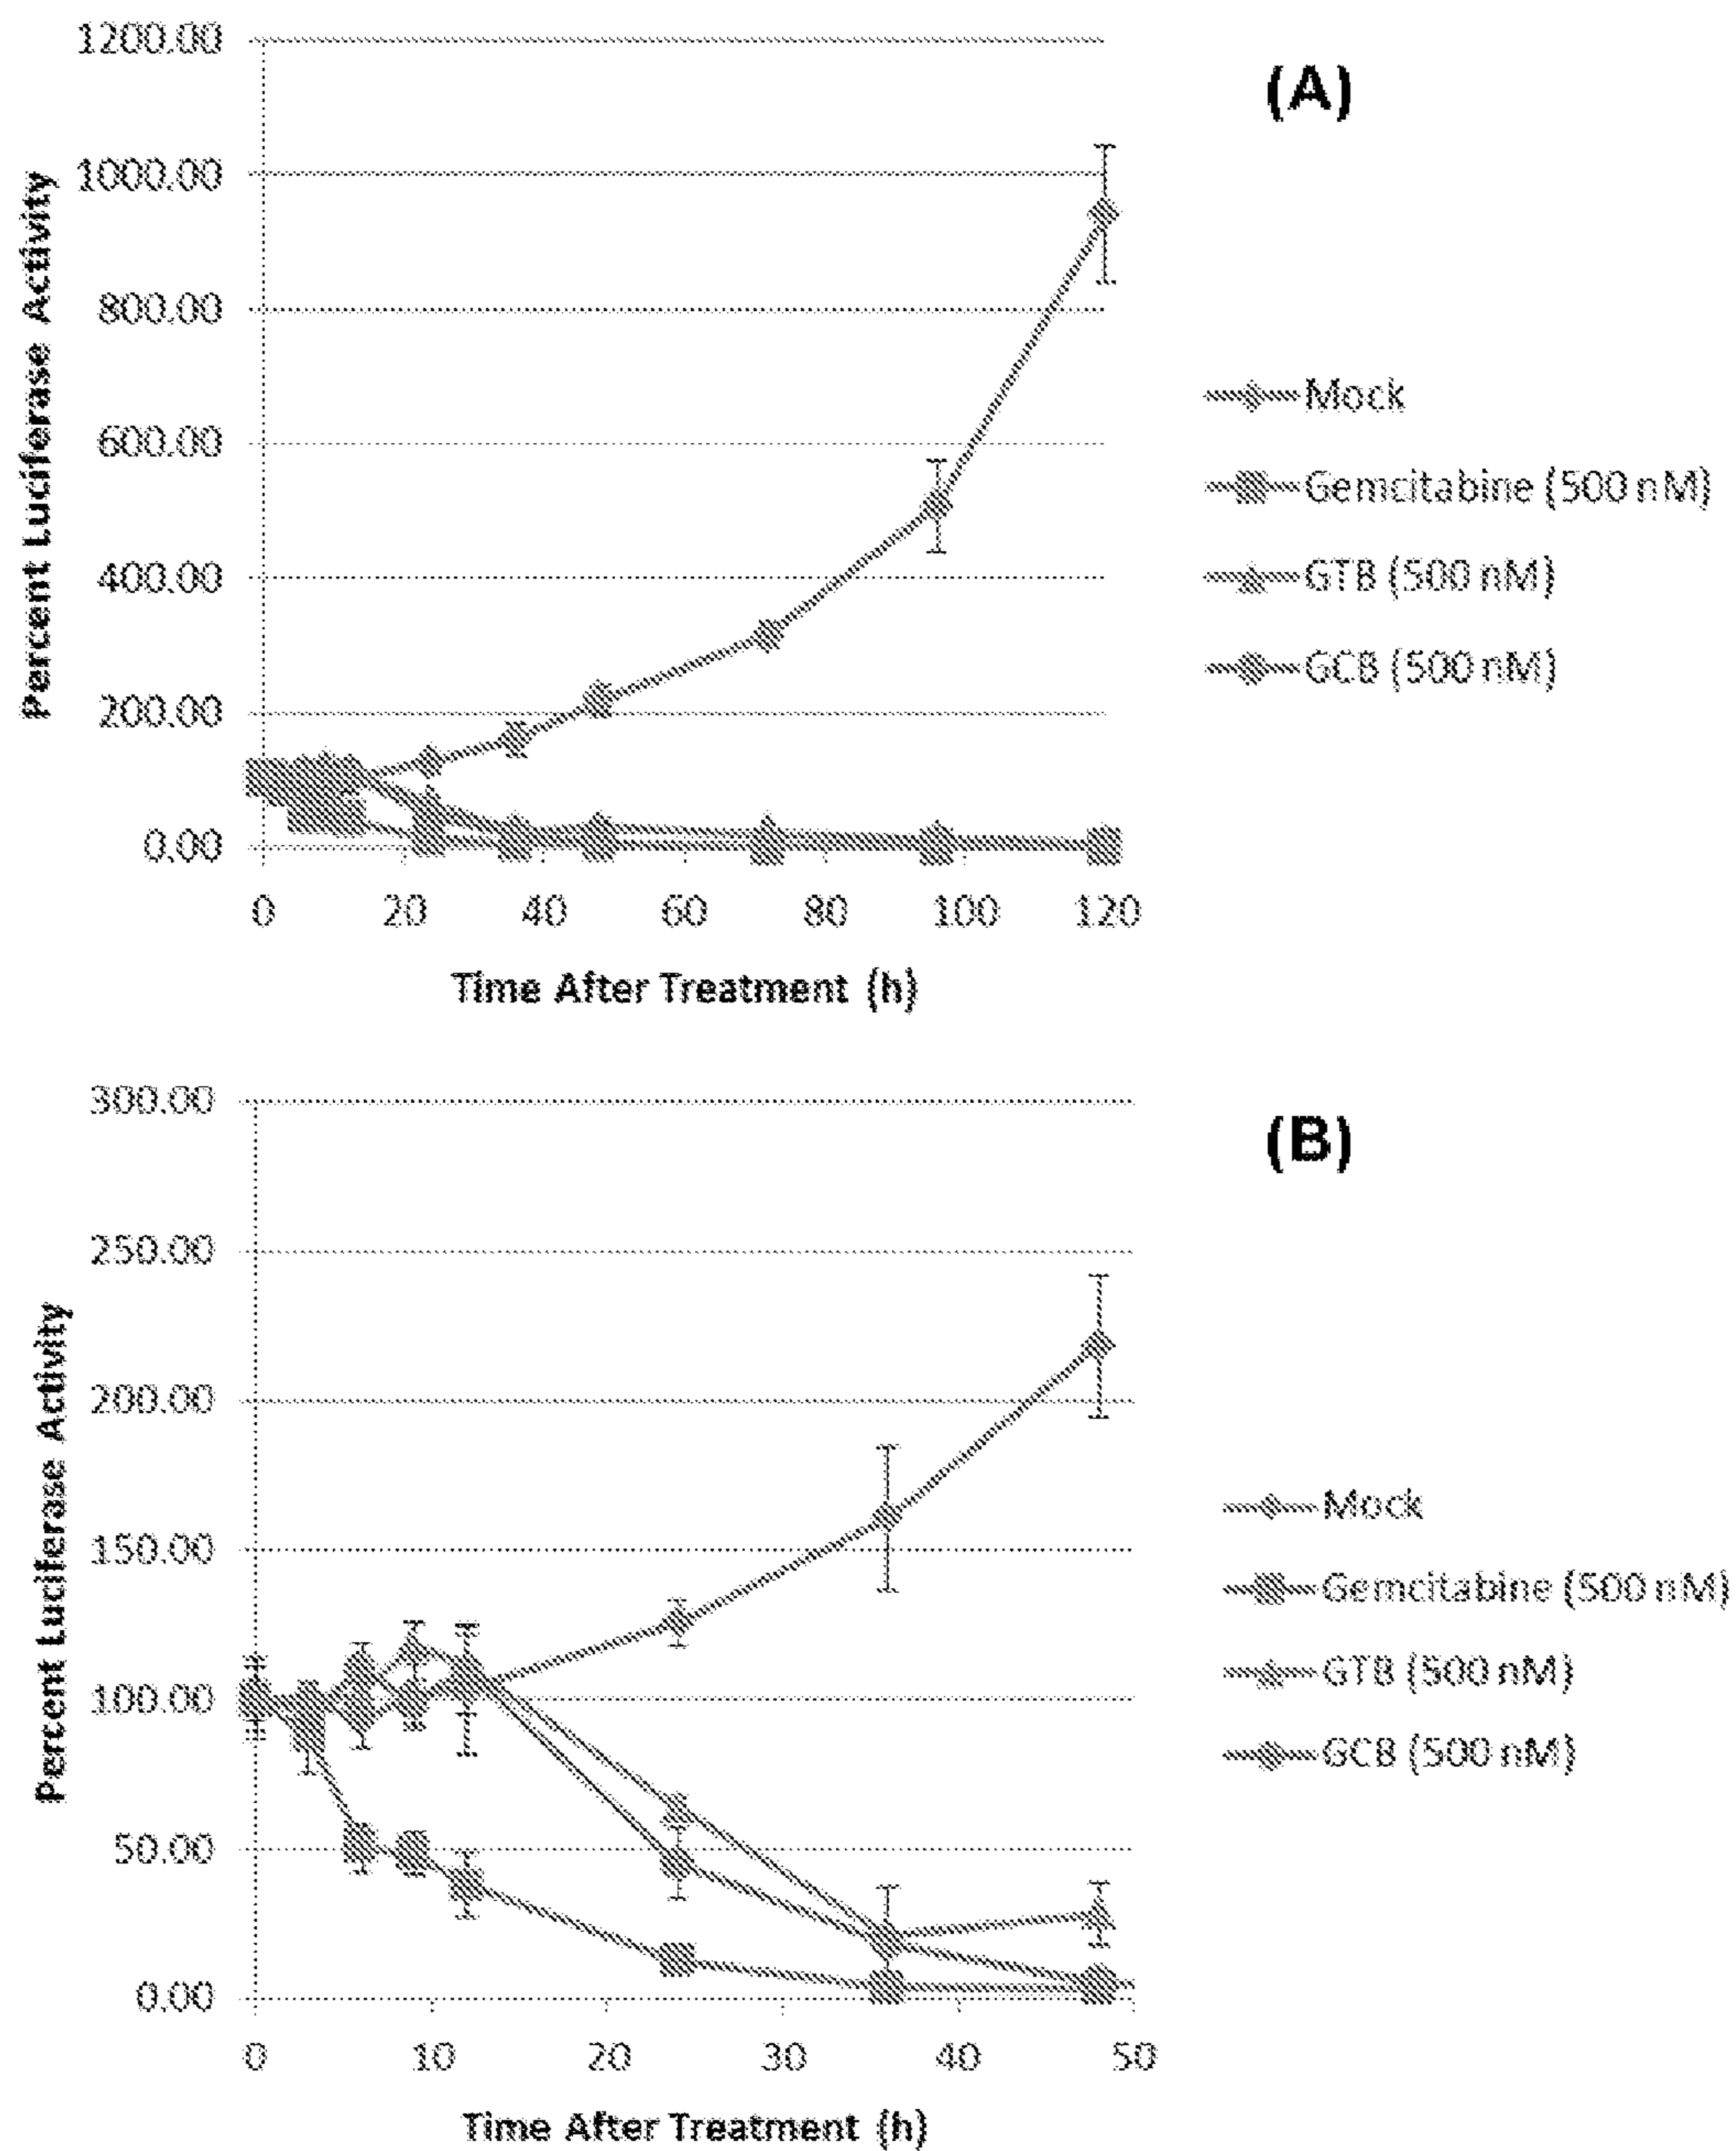 (A)
Percent Luciferase Activity
1200.00
1000.00
800.00
600.00
400.00
200.00
0.00
0 20 40 60 80 100 120
Time After Treatment (h)
Mock
Gemcitabine (500 nM)
GTB (500 nM)
GCB (500 nM)
(B)
Percent Luciferase Activity
300.00
250.00
200.00
150.00
100.00
50.00
0.00
0 10 20 30 40 50
Time After Treatment (h)
Mock
Gemcitabine (500 nM)
GTB (500 nM)
GCB (500 nM)